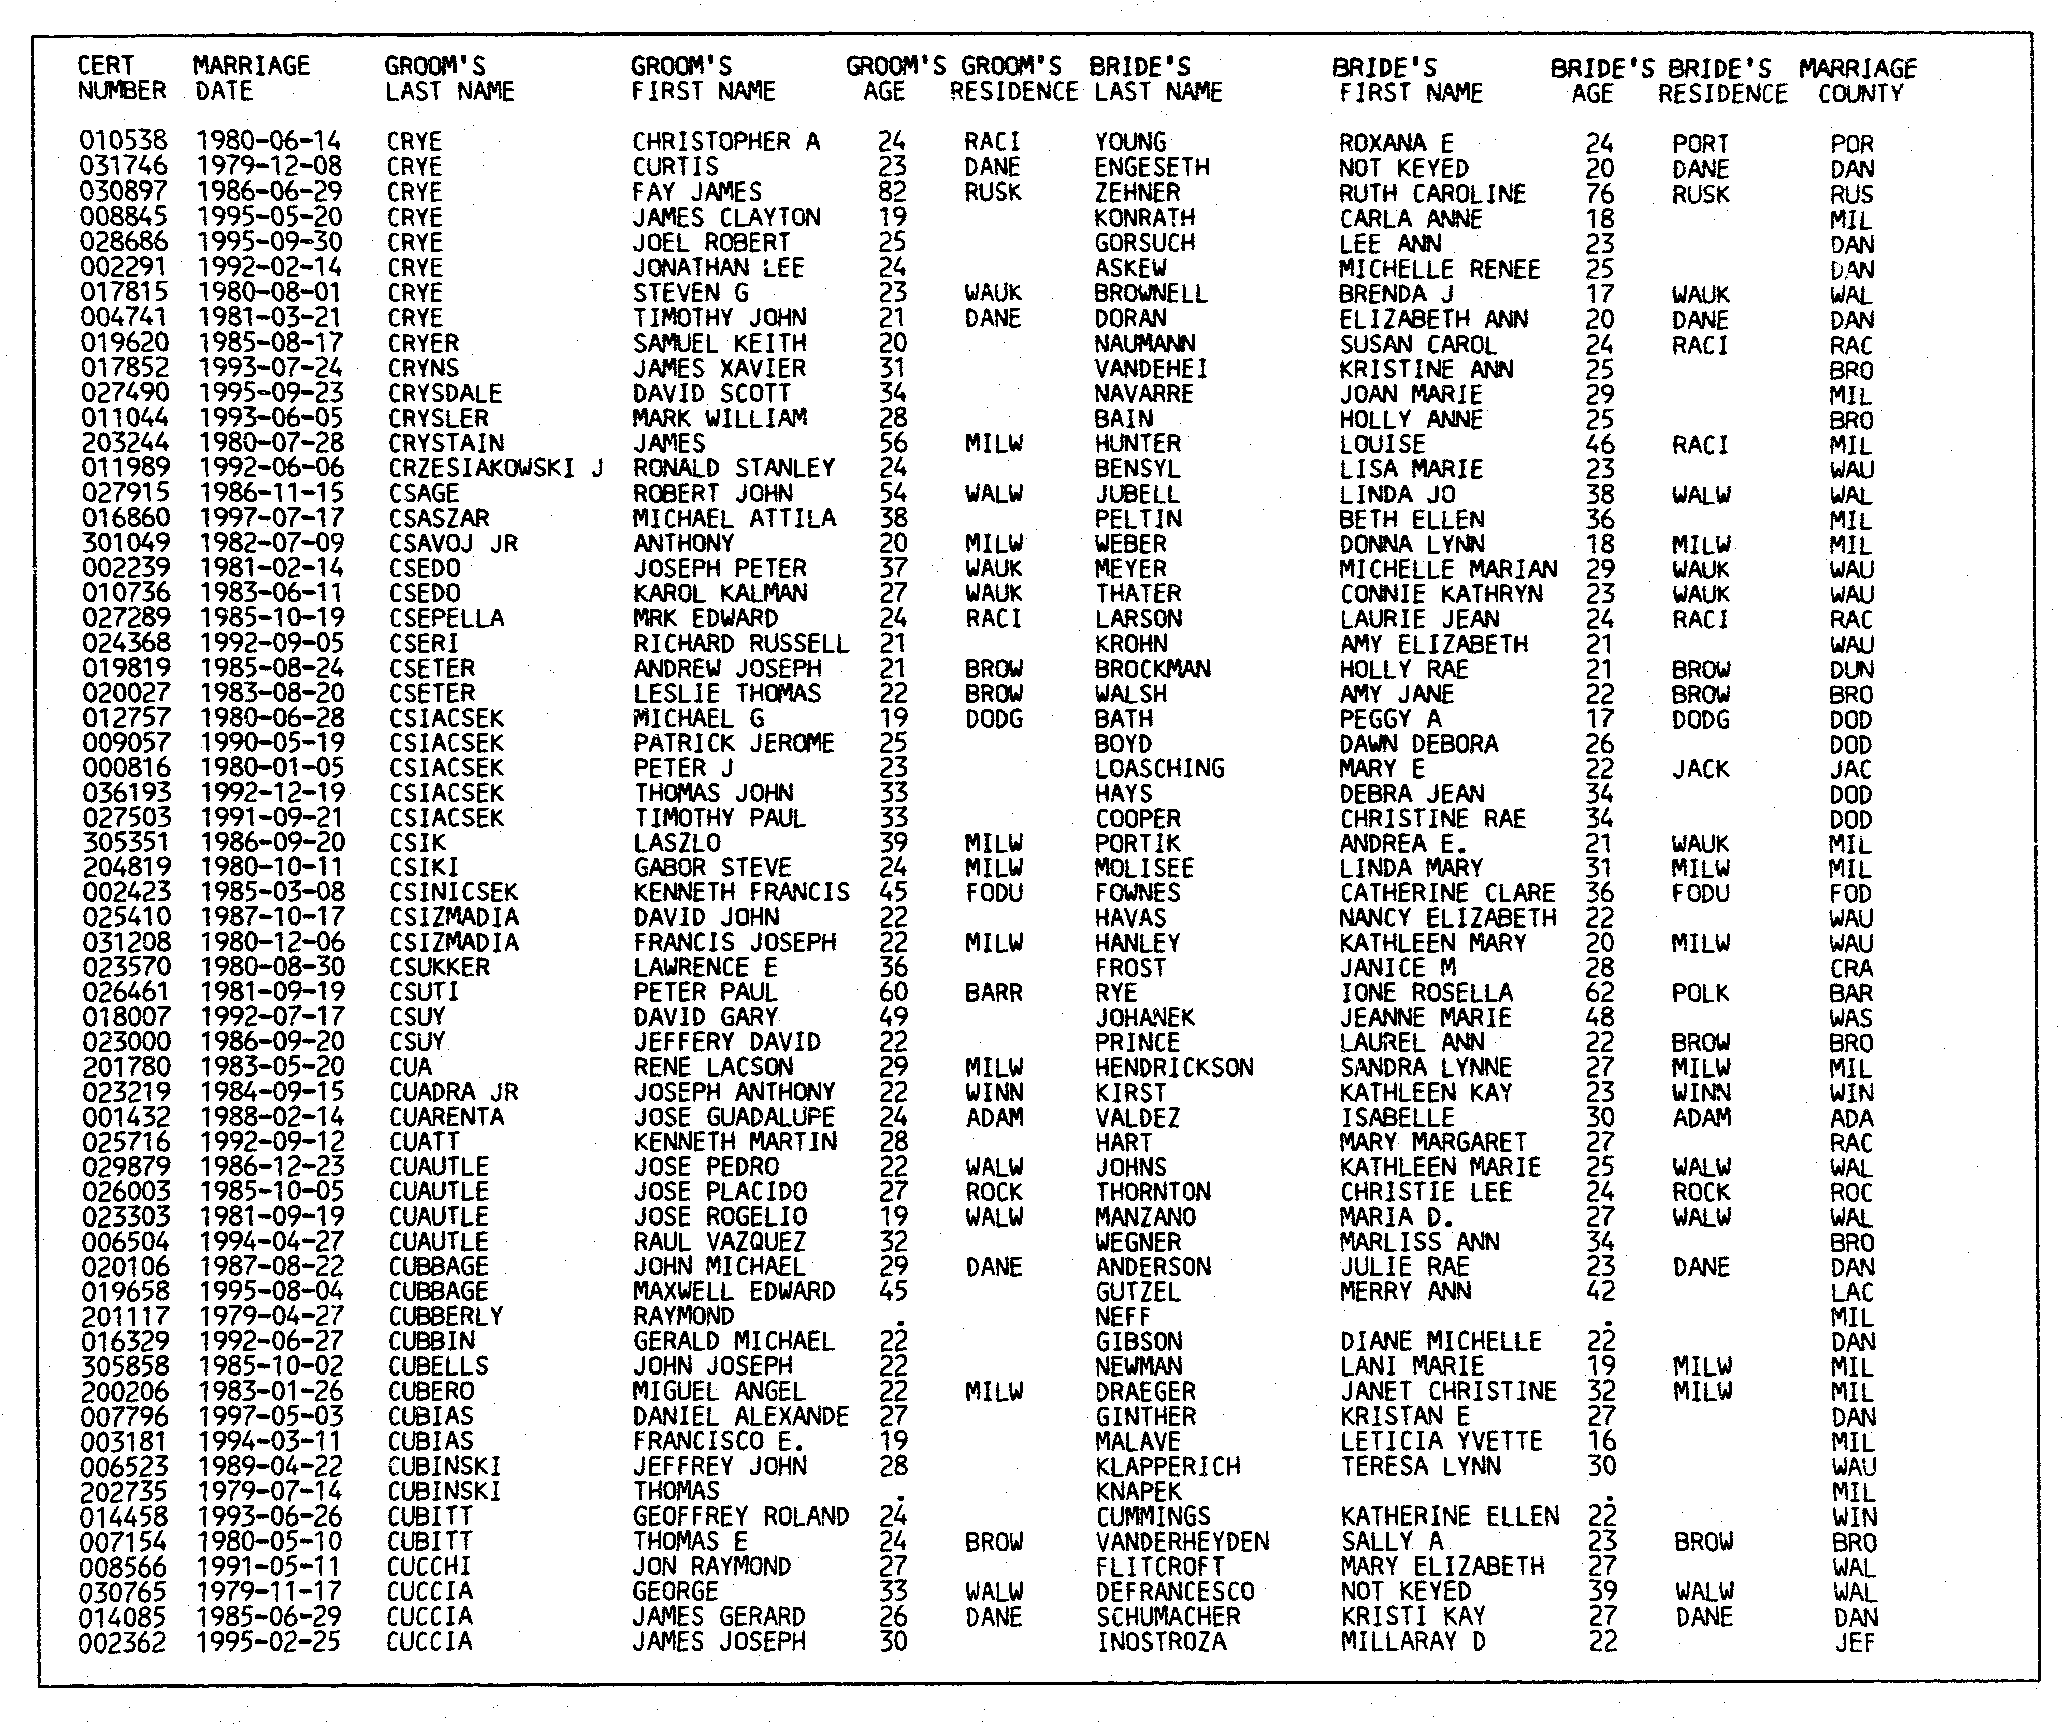 CERT MARRIAGE GROOM'S GROOM'S GROOM'S GROOM'S BRIDE'S BRIDE'S BRIDE'S BRIDE'S MARRIAGE
NUMBER DATE LAST NAME FIRST NAME AGE RESIDENCE LAST NAME FIRST NAME AGE RESIDENCE COUNTY
010538 1980-06-14 CRYE CHRISTOPHER A 24 RACI YOUNG ROXANA E 24 PORT POR
031746 1979-12-08 CRYE CURTIS 23 DANE ENGESETH NOT KEYED 20 DANE DAN
030897 1986-06-29 CRYE FAY JAMES 82 RUSK ZEHNER RUTH CAROLINE 76 RUSK RUS
008845 1995-05-20 CRYE JAMES CLAYTON 19 KONRATH CARLA ANNE 18 MIL
028686 1995-09-30 CRYE JOEL ROBERT 25 GORSUCH LEE ANN 23 DAN
002291 1992-02-14 CRYE JONATHAN LEE 24 ASKEW MICHELLE RENEE 25 DAN
017815 1980-08-01 CRYE STEVEN G 23 WAUK BROWNELL BRENDA J 17 WAUK WAL
004741 1981-03-21 CRYE TIMOTHY JOHN 21 DANE DORAN ELIZABETH ANN 20 DANE DAN
019620 1985-08-17 CRYER SAMUEL KEITH 20 NAUMANN SUSAN CAROL 24 RACI RAC
017852 1993-07-24 CRYNS JAMES XAVIER 31 VANDEHEI KRISTINE ANN 25 BRO
027490 1995-09-23 CRYSDALE DAVID SCOTT 34 NAVARRE JOAN MARIE 29 MIL
011044 1993-06-05 CRYSLER MARK WILLIAM 28 BAIN HOLLY ANNE 25 BRO
203244 1980-07-28 CRYSTAIN JAMES 56 MILW HUNTER LOUISE 46 RACI MIL
011989 1992-06-06 CRZESIAKOWSKI J RONALD STANLEY 24 BENSYL LISA MARIE 23 WAU
027915 1986-11-15 CSAGE ROBERT JOHN 54 WALW JUBELL LINDA JO 38 WALW WAL
016860 1997-07-17 CSASZAR MICHAEL ATTILA 38 PELTIN BETH ELLEN 36 MIL
301049 1982-07-09 CSAVOJ JR ANTHONY 20 MILW WEBER DONNA LYNN 18 MILW MIL
002239 1981-02-14 CSEDO JOSEPH PETER 37 WAUK MEYER MICHELLE MARIAN 29 WAUK WAU
010736 1983-06-11 CSEDO KAROL KALMAN 27 WAUK THATER CONNIE KATHRYN 23 WAUK WAU
027289 1985-10-19 CSEPELLA MRK EDWARD 24 RACI LARSON LAURIE JEAN 24 RACI RAC
024368 1992-09-05 CSERI RICHARD RUSSELL 21 KROHN AMY ELIZABETH 21 WAU
019819 1985-08-24 CSETER ANDREW JOSEPH 21 BROW BROCKMAN HOLLY RAE 21 BROW DUN
020027 1983-08-20 CSETER LESLIE THOMAS 22 BROW WALSH AMY JANE 22 BROW BRO
012757 1980-06-28 CSIACSEK MICHAEL G 19 DODG BATH PEGGY A 17 DODG DOD
009057 1990-05-19 CSIACSEK PATRICK JEROME 25 BOYD DAWN DEBORA 26 DOD
000816 1980-01-05 CSIACSEK PETER J 23 LOASCHING MARY E 22 JACK JAC
036193 1992-12-19 CSIACSEK THOMAS JOHN 33 HAYS DEBRA JEAN 34 DOD
027503 1991-09-21 CSIACSEK TIMOTHY PAUL 33 COOPER CHRISTINE RAE 34 DOD
305351 1986-09-20 CSIK LASZLO 39 MILW PORTIK ANDREA E. 21 WAUK MIL
204819 1980-10-11 CSIKI GABOR STEVE 24 MILW MOLISEE LINDA MARY 31 MILW MIL
002423 1985-03-08 CSINICSEK KENNETH FRANCIS 45 FODU FOWNES CATHERINE CLARE 36 FODU FOD
025410 1987-10-17 CSIZMADIA DAVID JOHN 22 HAVAS NANCY ELIZABETH 22 WAU
031208 1980-12-06 CSIZMADIA FRANCIS JOSEPH 22 MILW HANLEY KATHLEEN MARY 20 MILW WAU
023570 1980-08-30 CSUKKER LAWRENCE E 36 FROST JANICE M 28 CRA
026461 1981-09-19 CSUTI PETER PAUL 60 BARR RYE IONE ROSELLA 62 POLK BAR
018007 1992-07-17 CSUY DAVID GARY 49 JOHANEK JEANNE MARIE 48 WAS
023000 1986-09-20 CSUY JEFFERY DAVID 22 PRINCE LAUREL ANN 22 BROW BRO
201780 1983-05-20 CUA RENE LACSON 29 MILW HENDRICKSON SANDRA LYNNE 27 MILW MIL
023219 1984-09-15 CUADRA JR JOSEPH ANTHONY 22 WINN KIRST KATHLEEN KAY 23 WINN WIN
001432 1988-02-14 CUARENTA JOSE GUADALUPE 24 ADAM VALDEZ ISABELLE 30 ADAM ADA
025716 1992-09-12 CUATT KENNETH MARTIN 28 HART MARY MARGARET 27 RAC
029879 1986-12-23 CUAUTLE JOSE PEDRO 22 WALW JOHNS KATHLEEN MARIE 25 WALW WAL
026003 1985-10-05 CUAUTLE JOSE PLACIDO 27 ROCK THORNTON CHRISTIE LEE 24 ROCK ROC
023303 1981-09-19 CUAUTLE JOSE ROGELIO 19 WALW MANZANO MARIA D. 27 WALW WAL
006504 1994-04-27 CUAUTLE RAUL VAZQUEZ 32 WEGNER MARLISS ANN 34 BRO
020106 1987-08-22 CUBBAGE JOHN MICHAEL 29 DANE ANDERSON JULIE RAE 23 DANE DAN
019658 1995-08-04 CUBBAGE MAXWELL EDWARD 45 GUTZEL MERRY ANN 42 LAC
201117 1979-04-27 CUBBERLY RAYMOND . NEFF . MIL
016329 1992-06-27 CUBBIN GERALD MICHAEL 22 GIBSON DIANE MICHELLE 22 DAN
305858 1985-10-02 CUBELLS JOHN JOSEPH 22 NEWMAN LANI MARIE 19 MILW MIL
200206 1983-01-26 CUBERO MIGUEL ANGEL 22 MILW DRAEGER JANET CHRISTINE 32 MILW MIL
007796 1997-05-03 CUBIAS DANIEL ALEXANDE 27 GINTHER KRISTAN E 27 DAN
003181 1994-03-11 CUBIAS FRANCISCO E. 19 MALAVE LETICIA YVETTE 16 MIL
006523 1989-04-22 CUBINSKI JEFFREY JOHN 28 KLAPPERICH TERESA LYNN 30 WAU
202735 1979-07-14 CUBINSKI THOMAS . KNAPEK . MIL
014458 1993-06-26 CUBITT GEOFFREY ROLAND 24 CUMMINGS KATHERINE ELLEN 22 WIN
007154 1980-05-10 CUBITT THOMAS E 24 BROW VANDERHEYDEN SALLY A 23 BROW BRO
008566 1991-05-11 CUCCHI JON RAYMOND 27 FLITCROFT MARY ELIZABETH 27 WAL
030765 1979-11-17 CUCCIA GEORGE 33 WALW DEFRANCESCO NOT KEYED 39 WALW WAL
014085 1985-06-29 CUCCIA JAMES GERARD 26 DANE SCHUMACHER KRISTI KAY 27 DANE DAN
002362 1995-02-25 CUCCIA JAMES JOSEPH 30 INOSTROZA MILLARAY D 22 JEF